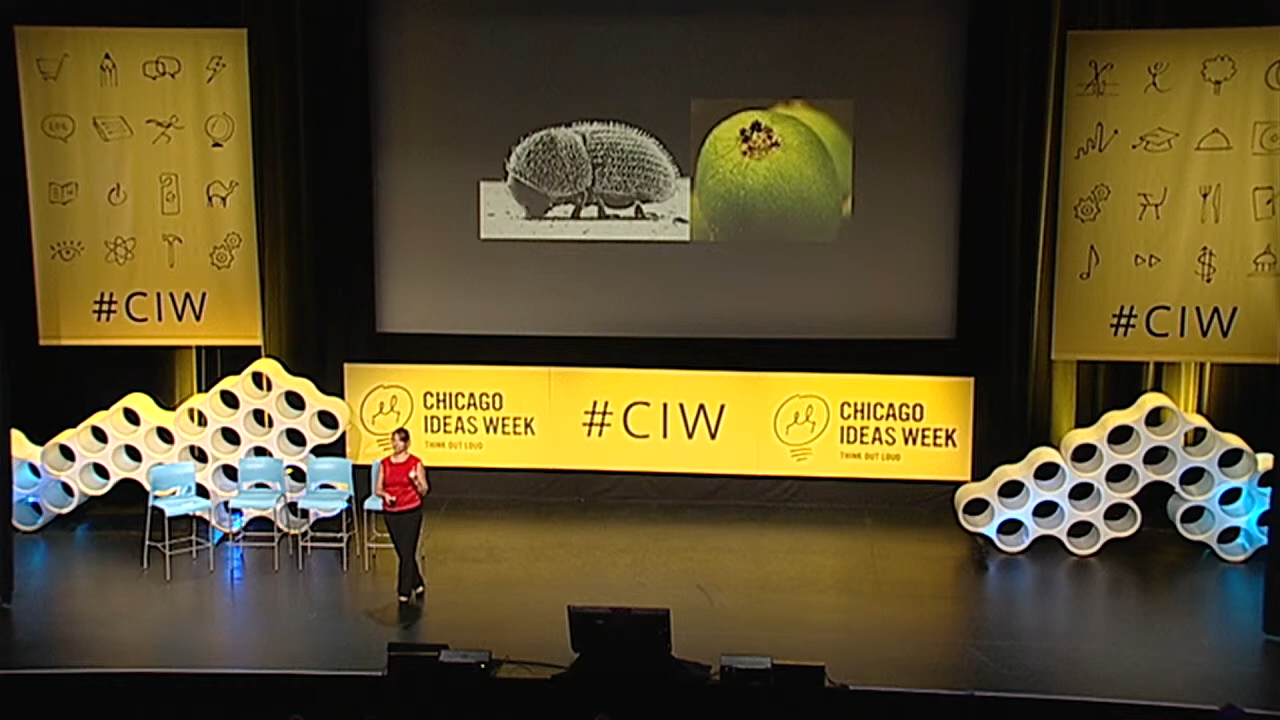 #CIW
#CIW
CHICAGO
IDEAS WEEK
THINK OUT LOUD
#CIW
CHICAGO
IDEAS WEEK
THINK OUT LOUD